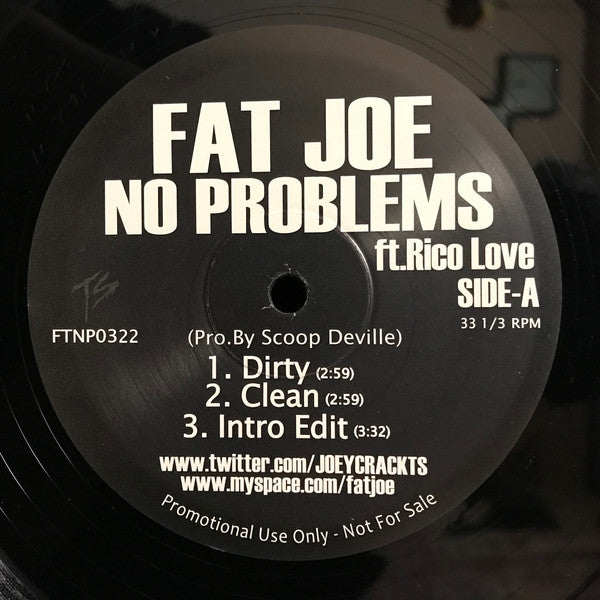 FAT JOE
NO PROBLEMS
ft.Rico Love
SIDE-A
33 1/3 RPM
TS
FTNP0322
(Pro.By Scoop Deville)
1. Dirty (2:59)
2. Clean (2:59)
3. Intro Edit (3:32)
www.twitter.com/JOEYCRACKTS
www.myspace.com/fatjoe
Promotional Use Only - Not For Sale